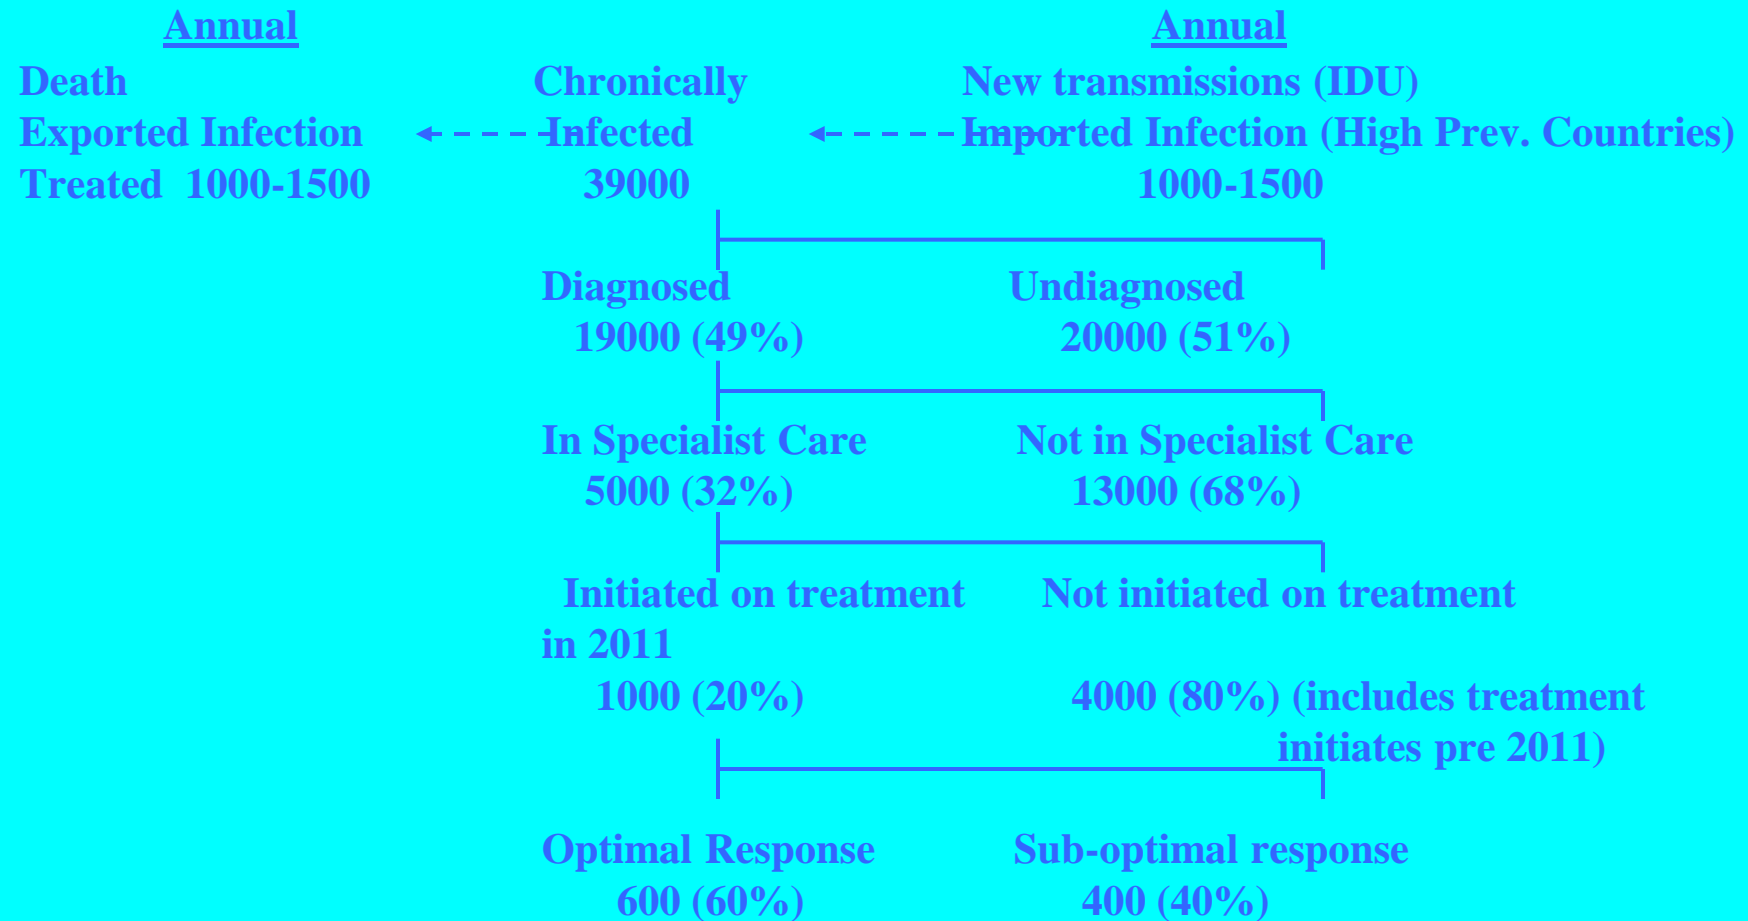 Annual
Annual
Death
Chronically
New transmissions (IDU)
Exported Infection
Infected
Imported Infection (High Prev. Countries)
Treated 1000-1500
39000
1000-1500
Diagnosed
Undiagnosed
19000 (49%)
20000 (51%)
In Specialist Care
Not in Specialist Care
5000 (32%)
13000 (68%)
Initiated on treatment
Not initiated on treatment
in 2011
1000 (20%)
4000 (80%) (includes treatment
initiates pre 2011)
Optimal Response
Sub-optimal response
600 (60%)
400 (40%)